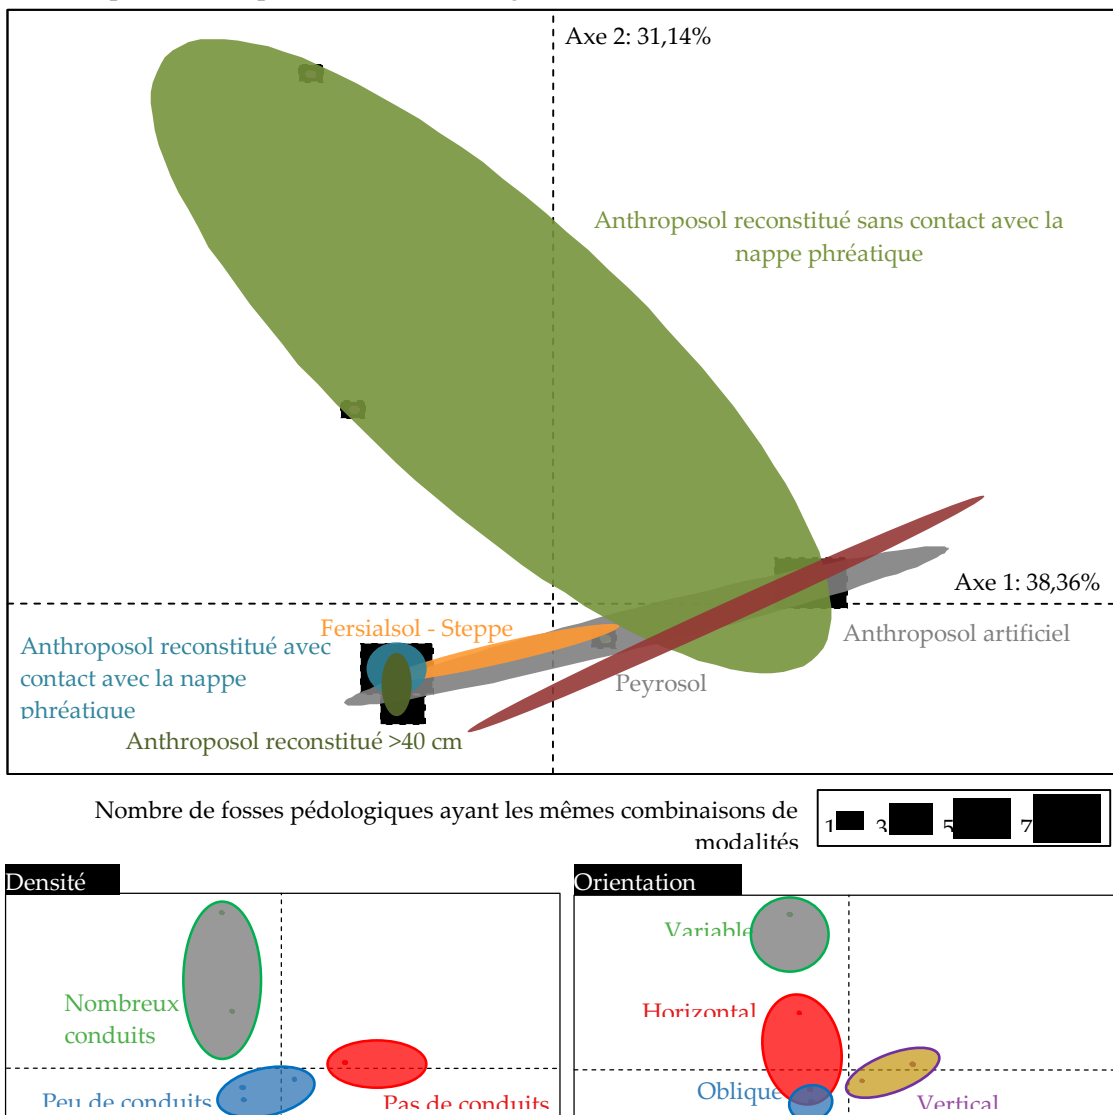 Axe 2: 31,14%
Anthroposol reconstitué sans contact avec la
nappe phréatique
Axe 1: 38,36%
Fersialsol - Steppe
Anthroposol artificiel
Anthroposol reconstitué avec
contact avec la nappe
phréatique
Peyrosol
Anthroposol reconstitué >40 cm
Nombre de fosses pédologiques ayant les mêmes combinaisons de
modalités
1 3 5 7
Densité
Orientation
Variable
Nombreux
conduits
Horizontal
Peu de conduits
Pas de conduits
Oblique
Vertical